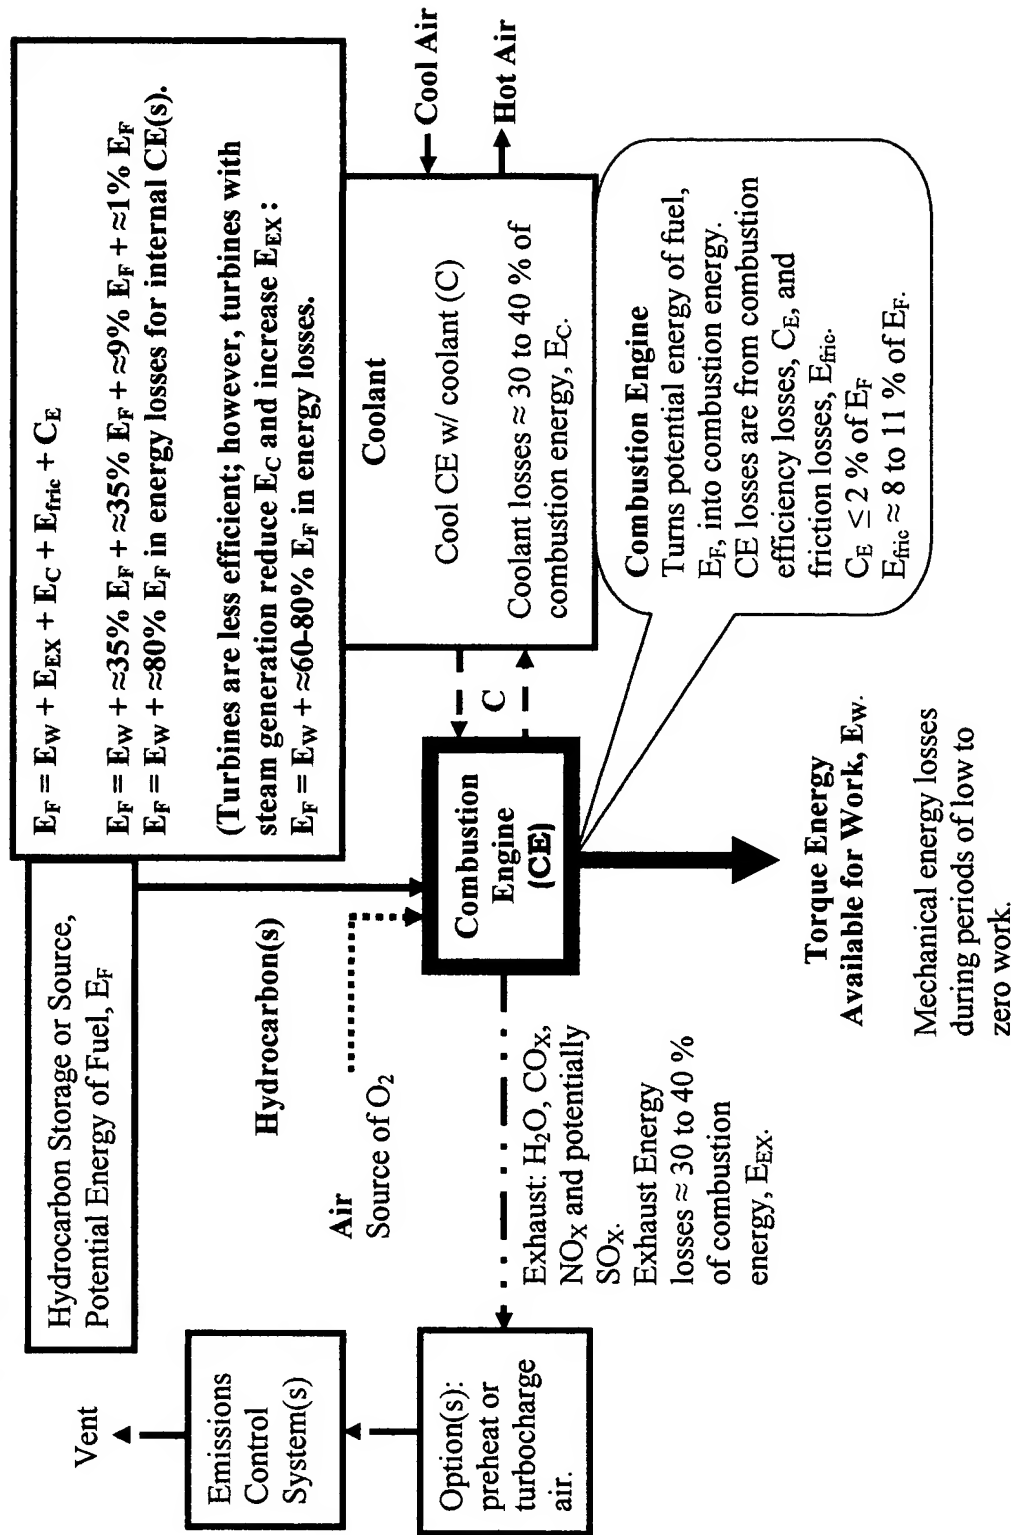 Hydrocarbon Storage or Source,
Potential Energy of Fuel, E_F
E_F = E_W + E_EX + E_C + E_fric + C_E
E_F = E_W + ≈35% E_F + ≈35% E_F + ≈9% E_F + ≈1% E_F
E_F = E_W + ≈80% E_F in energy losses for internal CE(s).
(Turbines are less efficient; however, turbines with
steam generation reduce E_C and increase E_EX :
E_F = E_W + ≈60-80% E_F in energy losses.
Vent
Emissions
Control
System(s)
Option(s):
preheat or
turbocharge
air.
Hydrocarbon(s)
Air
Source of O₂
Combustion
Engine
(CE)
C
Coolant
Cool CE w/ coolant (C)
Coolant losses ≈ 30 to 40 % of
combustion energy, E_C.
Cool Air
Hot Air
Exhaust: H₂O, CO_X,
NO_X and potentially
SO_X.
Exhaust Energy
losses ≈ 30 to 40 %
of combustion
energy, E_EX.
Combustion Engine
Turns potential energy of fuel,
E_F, into combustion energy.
CE losses are from combustion
efficiency losses, C_E, and
friction losses, E_fric.
C_E ≤ 2 % of E_F
E_fric ≈ 8 to 11 % of E_F.
Torque Energy
Available for Work, Ew.
Mechanical energy losses
during periods of low to
zero work.